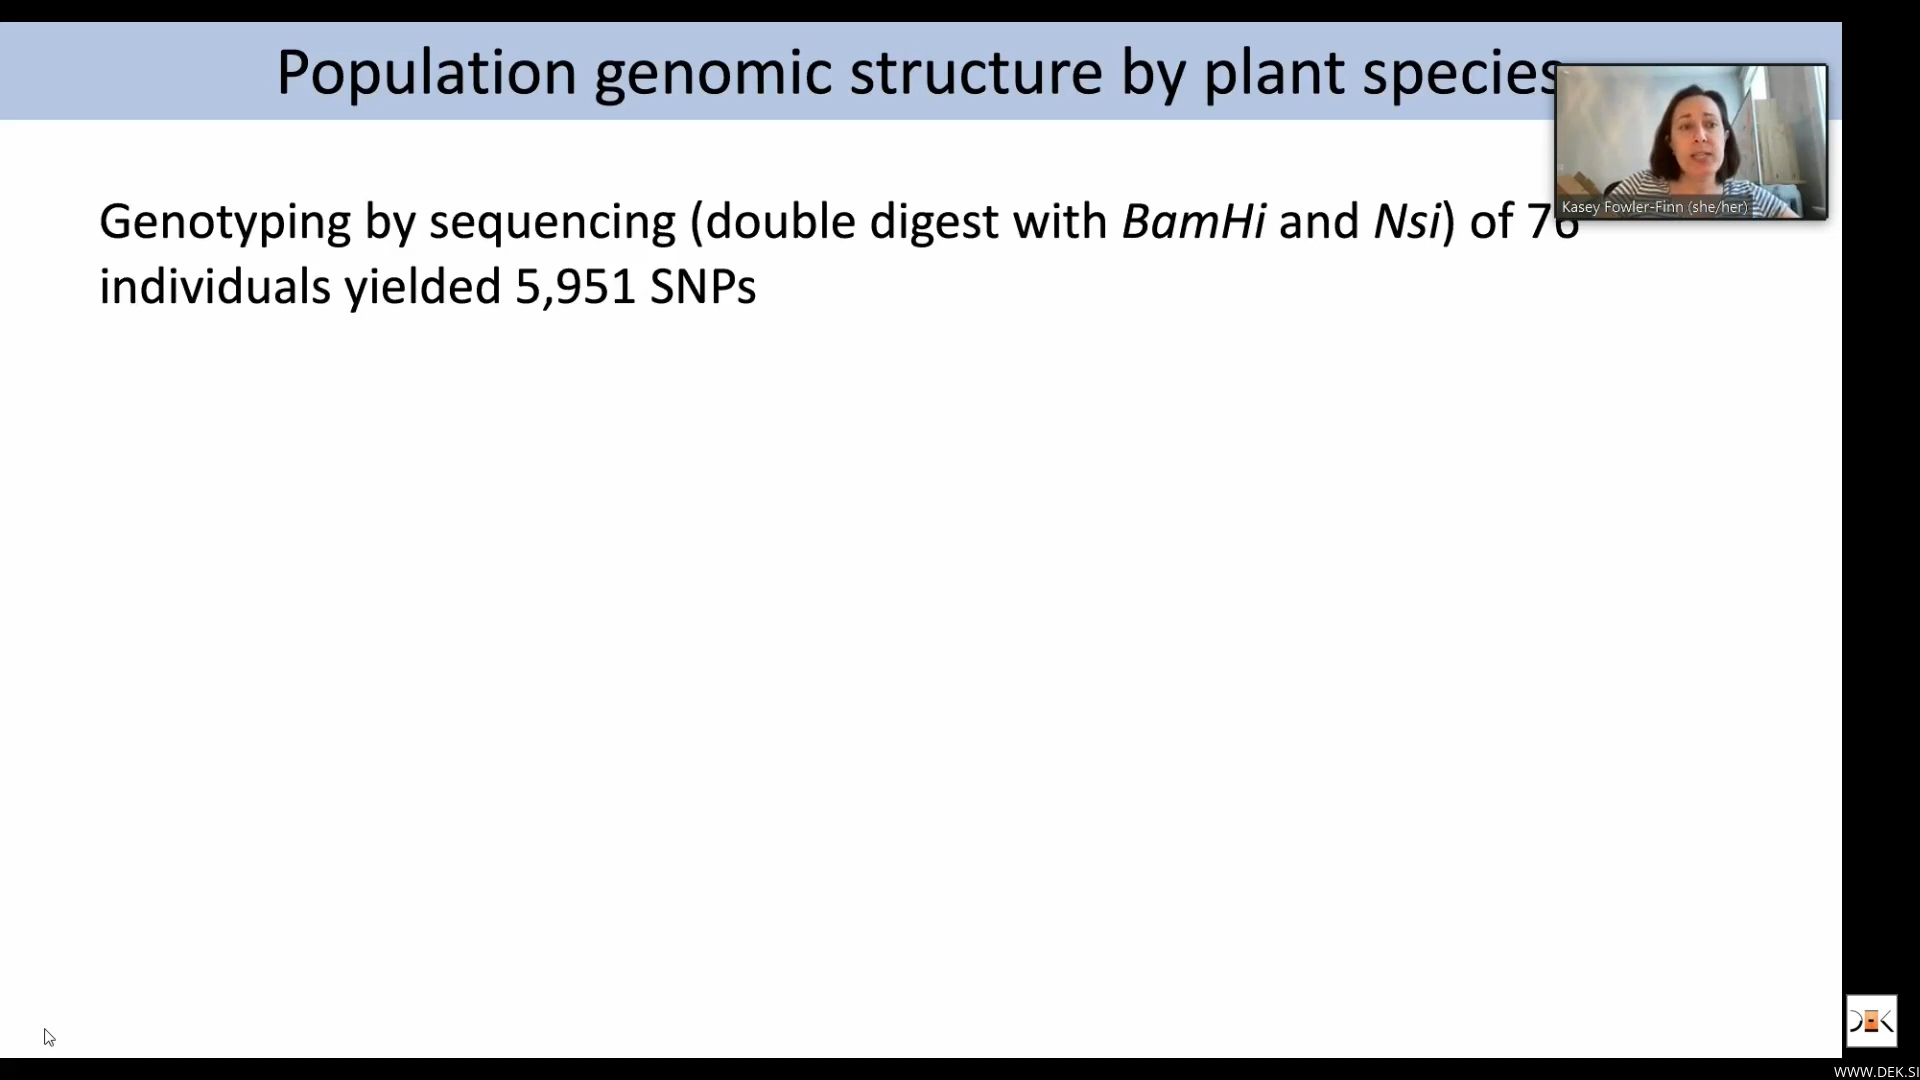 Population genomic structure by plant species
Kasey Fowler-Finn (she/her)
Genotyping by sequencing (double digest with BamHi and Nsi) of 76
individuals yielded 5,951 SNPs
DEK
WWW.DEK.SI